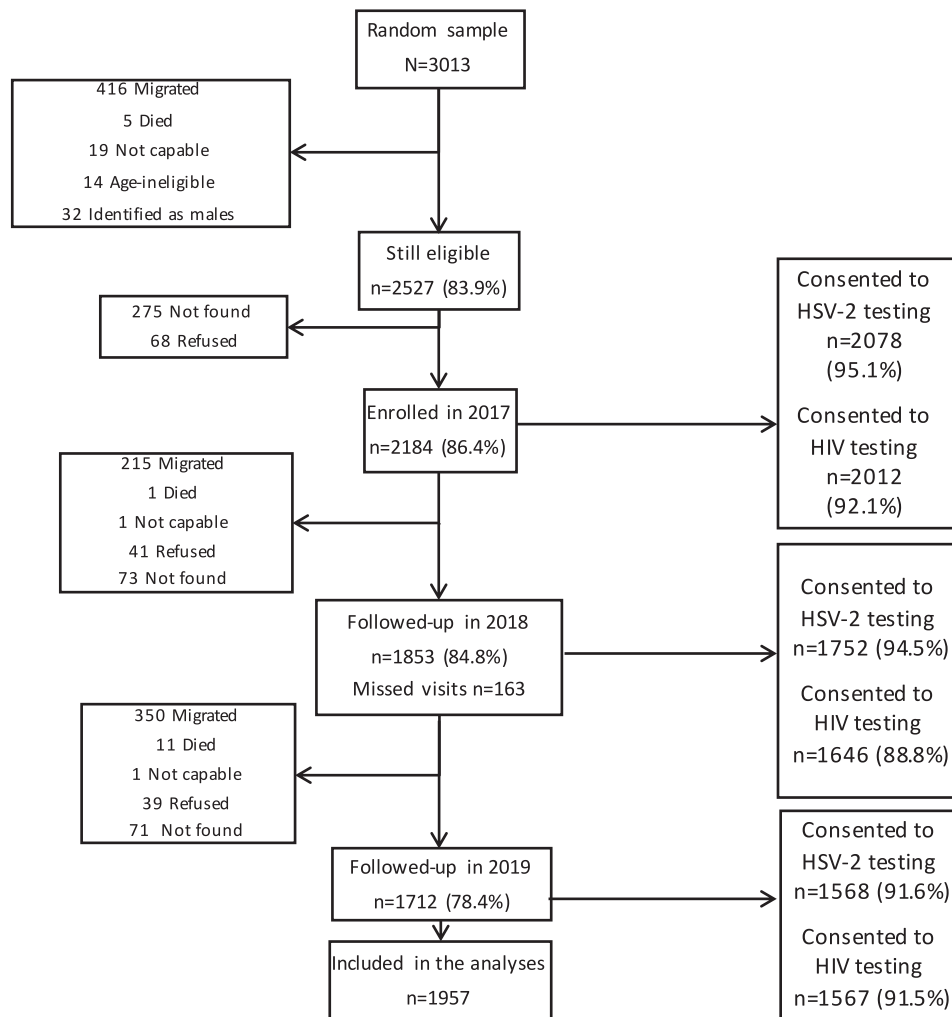 Random sample
N=3013
416 Migrated
5 Died
19 Not capable
14 Age-ineligible
32 Identified as males
Still eligible
n=2527 (83.9%)
275 Not found
68 Refused
Enrolled in 2017
n=2184 (86.4%)
Consented to
HSV-2 testing
n=2078
(95.1%)
Consented to
HIV testing
n=2012
(92.1%)
215 Migrated
1 Died
1 Not capable
41 Refused
73 Not found
Followed-up in 2018
n=1853 (84.8%)
Missed visits n=163
Consented to
HSV-2 testing
n=1752 (94.5%)
Consented to
HIV testing
n=1646 (88.8%)
350 Migrated
11 Died
1 Not capable
39 Refused
71 Not found
Followed-up in 2019
n=1712 (78.4%)
Consented to
HSV-2 testing
n=1568 (91.6%)
Consented to
HIV testing
n=1567 (91.5%)
Included in the analyses
n=1957